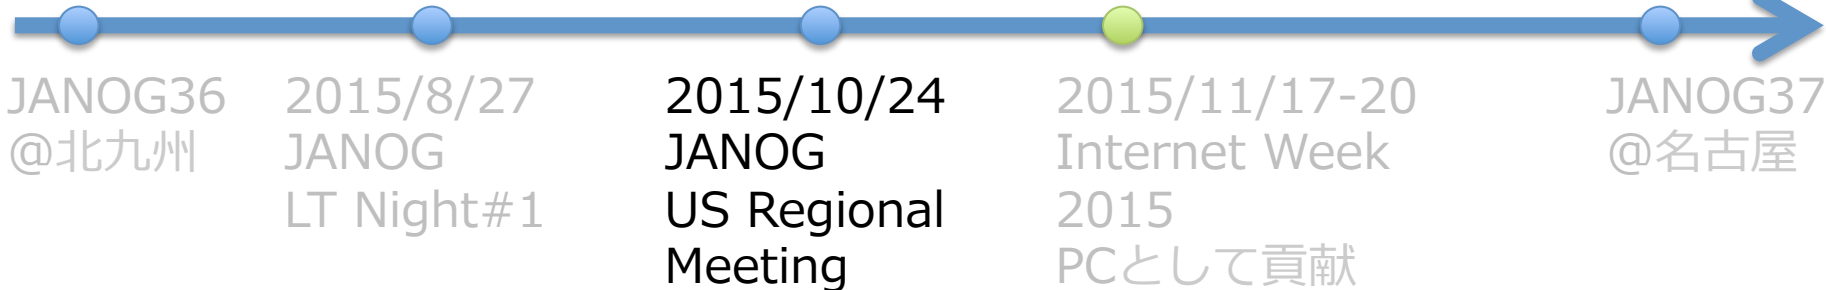 JANOG36
@北九州
2015/8/27
JANOG
LT Night#1
2015/10/24
JANOG
US Regional
Meeting
2015/11/17-20
Internet Week
2015
PCとして貢献
JANOG37
@名古屋